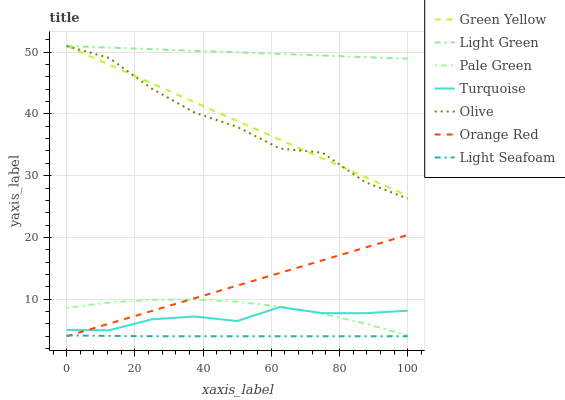 title
Green Yellow
Light Green
Pale Green
Turquoise
Olive
Orange Red
Light Seafoam
yaxis_label
50
40
30
20
10
0 20 40 60 80 100
xaxis_label